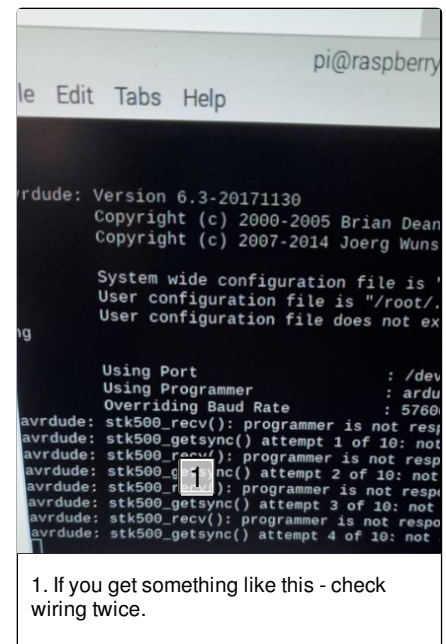 pi@raspberry
le Edit Tabs Help
vrdude: Version 6.3-20171130
Copyright (c) 2000-2005 Brian Dean
Copyright (c) 2007-2014 Joerg Wuns
System wide configuration file is "
User configuration file is "/root/.
User configuration file does not ex
ng
Using Port : /dev
Using Programmer : ardu
Overriding Baud Rate : 5760
avrdude: stk500_recv(): programmer is not resp
avrdude: stk500_getsync() attempt 1 of 10: not
avrdude: stk500_recv(): programmer is not resp
avrdude: stk500_g nc() attempt 2 of 10: not
avrdude: stk500_r (): programmer is not respo
avrdude: stk500_getsync() attempt 3 of 10: not
avrdude: stk500_recv(): programmer is not respo
avrdude: stk500_getsync() attempt 4 of 10: not
1
1. If you get something like this - check
wiring twice.